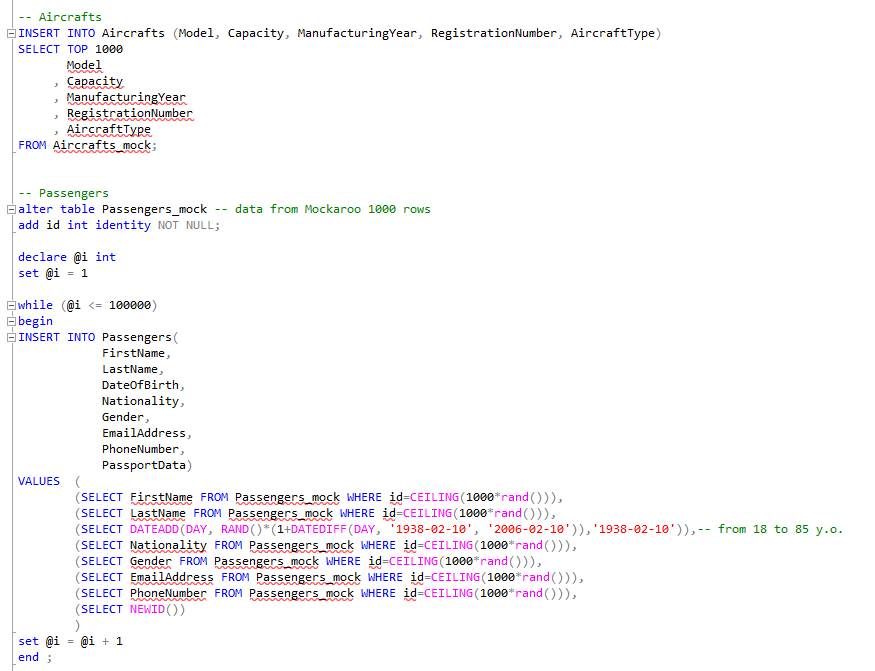 -- Aircrafts
INSERT INTO Aircrafts (Model, Capacity, ManufacturingYear, RegistrationNumber, AircraftType)
SELECT TOP 1000
Model
, Capacity
, ManufacturingYear
, RegistrationNumber
, AircraftType
FROM Aircrafts_mock;
-- Passengers
alter table Passengers_mock -- data from Mockaroo 1000 rows
add id int identity NOT NULL;
declare @i int
set @i = 1
while (@i <= 100000)
begin
INSERT INTO Passengers(
FirstName,
LastName,
DateOfBirth,
Nationality,
Gender,
EmailAddress,
PhoneNumber,
PassportData)
VALUES (
(SELECT FirstName FROM Passengers_mock WHERE id=CEILING(1000*rand())),
(SELECT LastName FROM Passengers_mock WHERE id=CEILING(1000*rand())),
(SELECT DATEADD(DAY, RAND()*(1+DATEDIFF(DAY, '1938-02-10', '2006-02-10')),'1938-02-10')),-- from 18 to 85 y.o.
(SELECT Nationality FROM Passengers_mock WHERE id=CEILING(1000*rand())),
(SELECT Gender FROM Passengers_mock WHERE id=CEILING(1000*rand())),
(SELECT EmailAddress FROM Passengers_mock WHERE id=CEILING(1000*rand())),
(SELECT PhoneNumber FROM Passengers_mock WHERE id=CEILING(1000*rand())),
(SELECT NEWID())
)
set @i = @i + 1
end ;